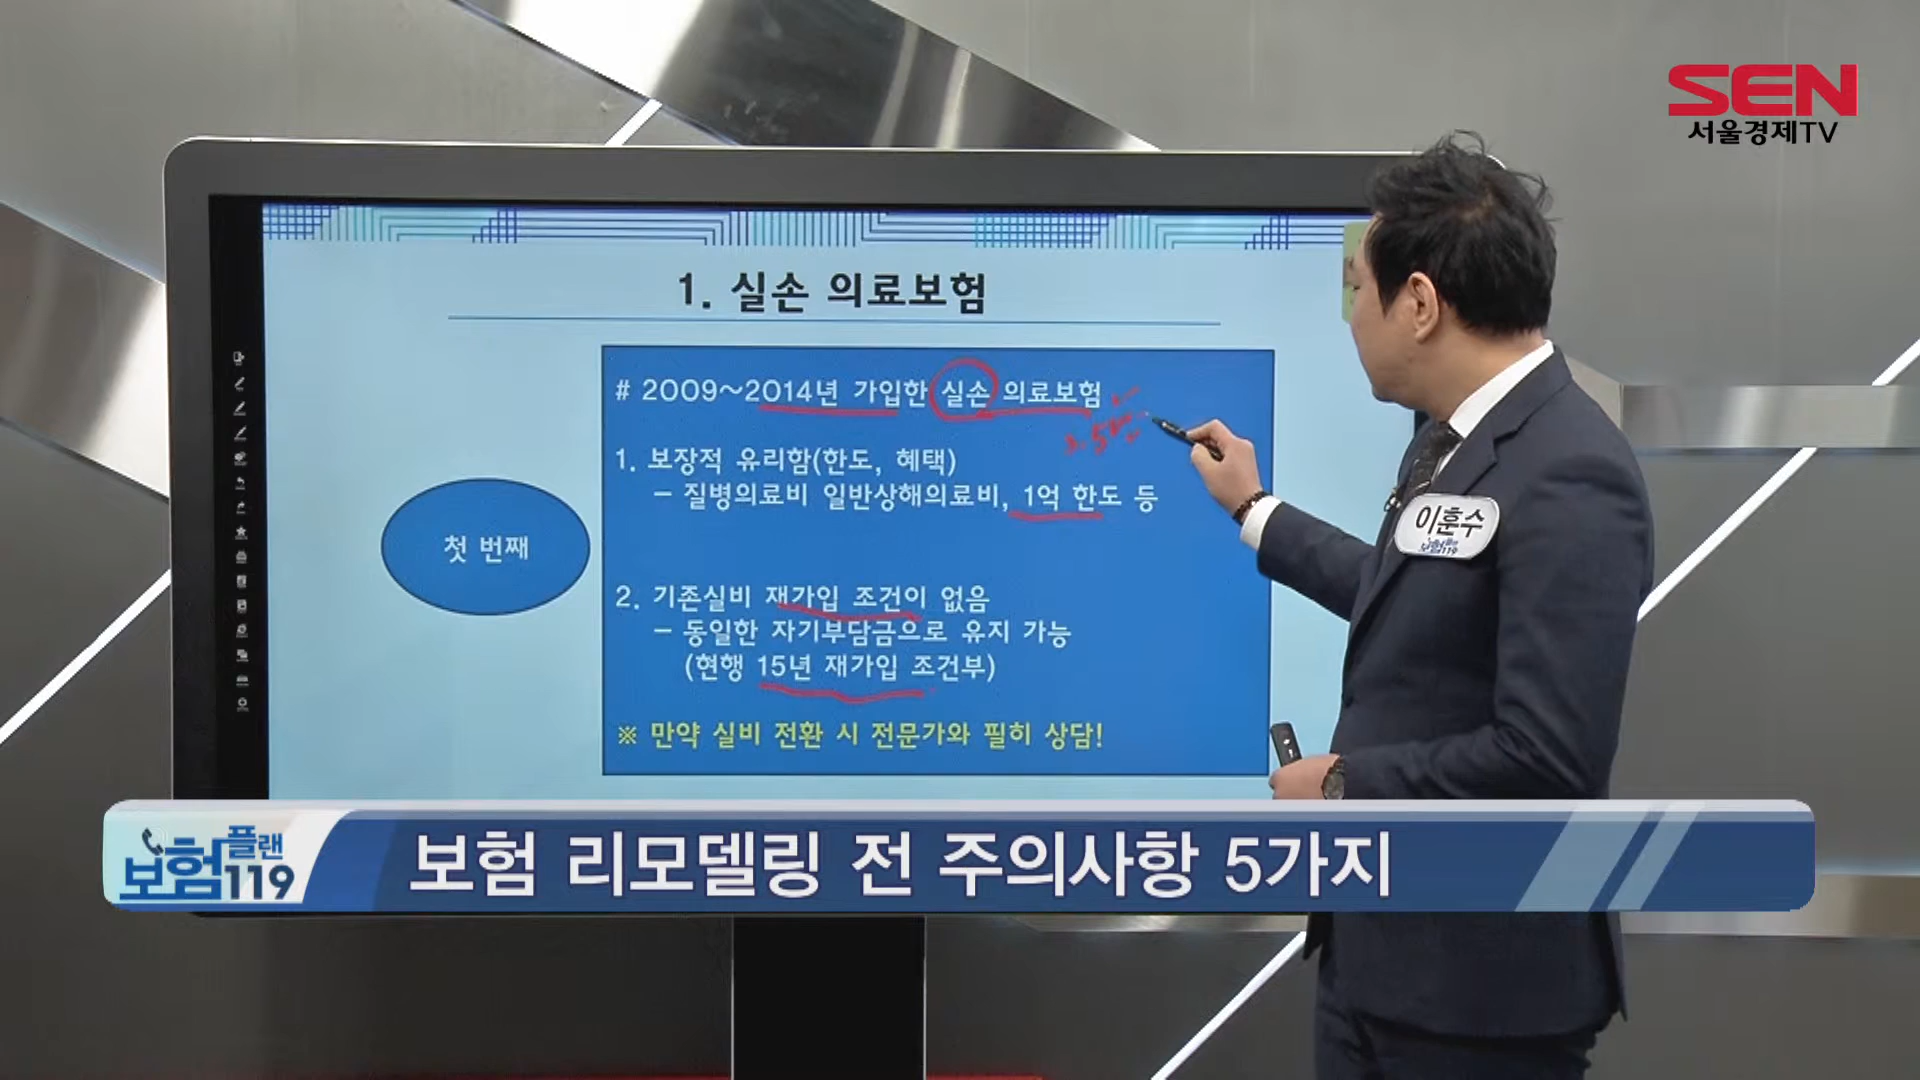 SEN
서울경제TV
1. 실손 의료보험
# 2009~2014년 가입한 실손 의료보험
1. 보장적 유리함(한도, 혜택)
- 질병의료비 일반상해의료비, 1억 한도 등
첫 번째
2. 기존실비 재가입 조건이 없음
- 동일한 자기부담금으로 유지 가능
(현행 15년 재가입 조건부)
※ 만약 실비 전환 시 전문가와 필히 상담!
이훈수
보험플랜119
보험플랜119
보험 리모델링 전 주의사항 5가지